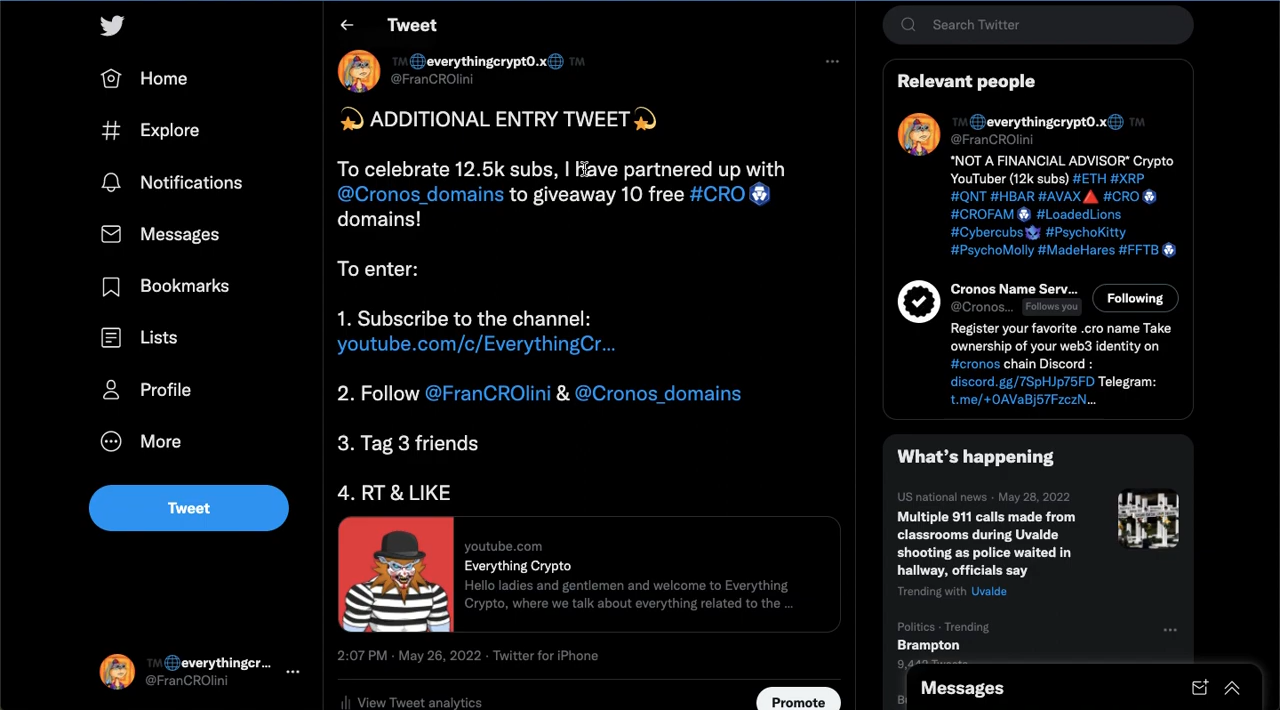 Home
Explore
Notifications
Messages
Bookmarks
Lists
Profile
More
Tweet
TM🌐everythingcr...
@FranCROlini
Tweet
TM🌐everythingcrypt0.x🌐 TM
@FranCROlini
💫 ADDITIONAL ENTRY TWEET 💫
To celebrate 12.5k subs, I have partnered up with
@Cronos_domains to giveaway 10 free #CRO
domains!
To enter:
1. Subscribe to the channel:
youtube.com/c/EverythingCr...
2. Follow @FranCROlini & @Cronos_domains
3. Tag 3 friends
4. RT & LIKE
youtube.com
Everything Crypto
Hello ladies and gentlemen and welcome to Everything
Crypto, where we talk about everything related to the ...
2:07 PM · May 26, 2022 · Twitter for iPhone
View Tweet analytics
Promote
Search Twitter
Relevant people
TM🌐everythingcrypt0.x🌐 TM
@FranCROlini
*NOT A FINANCIAL ADVISOR* Crypto
YouTuber (12k subs) #ETH #XRP
#QNT #HBAR #AVAX🔺 #CRO
#CROFAM #LoadedLions
#Cybercubs😈 #PsychoKitty
#PsychoMolly #MadeHares #FFTB
Cronos Name Serv...
@Cronos... Follows you
Following
Register your favorite .cro name Take
ownership of your web3 identity on
#cronos chain Discord :
discord.gg/7SpHJp75FD Telegram:
t.me/+0AVaBj57FzczN...
What's happening
US national news · May 28, 2022
Multiple 911 calls made from
classrooms during Uvalde
shooting as police waited in
hallway, officials say
Trending with Uvalde
Politics · Trending
Brampton
Messages